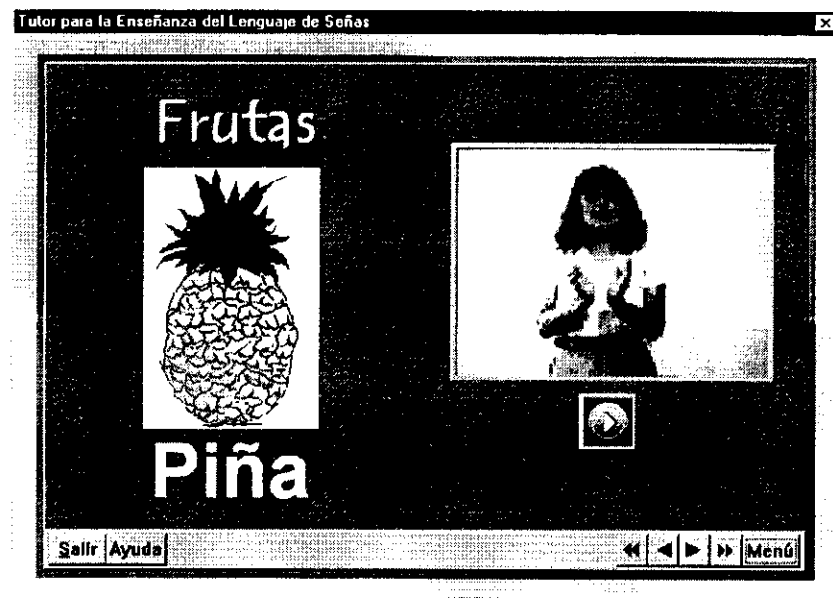 Tutor para la Enseñanza del Lenguaje de Señas
Frutas
Piña
Salir Ayuda Menú